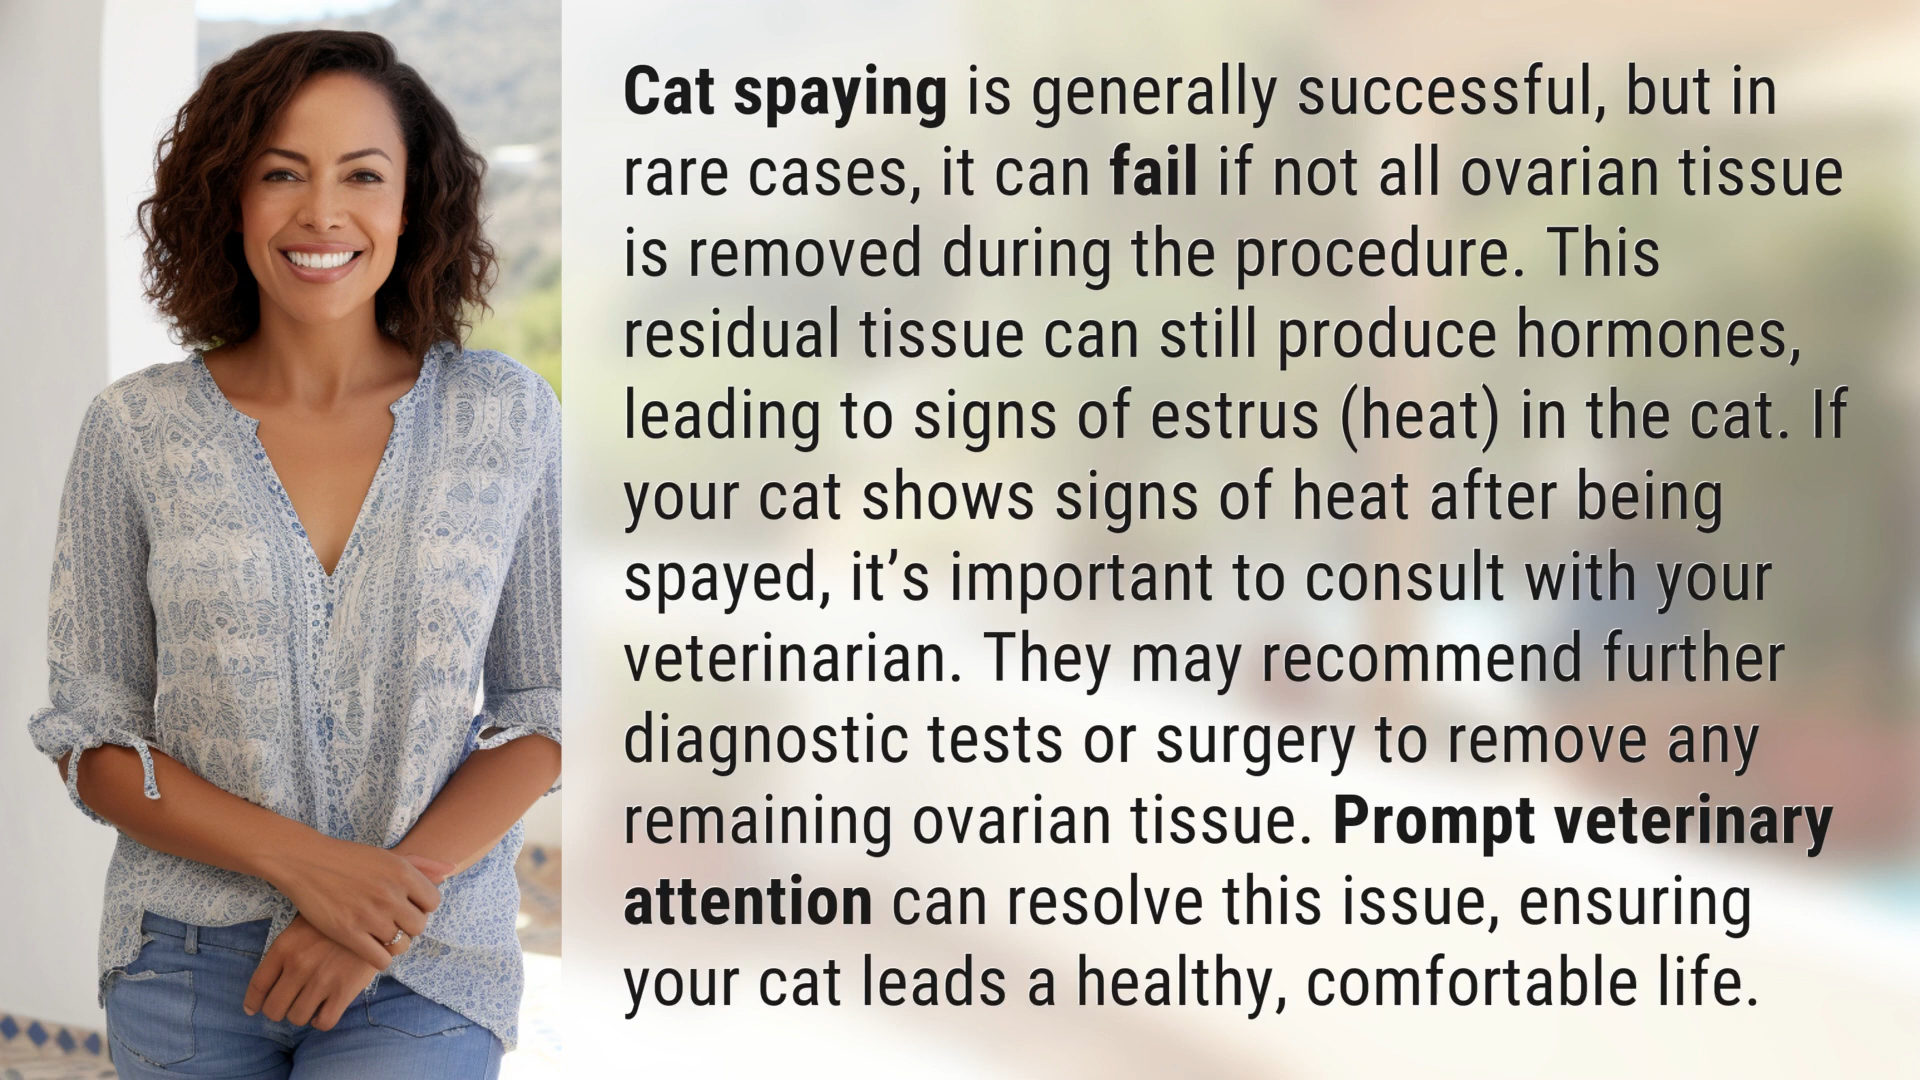 Cat spaying is generally successful, but in
rare cases, it can fail if not all ovarian tissue
is removed during the procedure. This
residual tissue can still produce hormones,
leading to signs of estrus (heat) in the cat. If
your cat shows signs of heat after being
spayed, it’s important to consult with your
veterinarian. They may recommend further
diagnostic tests or surgery to remove any
remaining ovarian tissue. Prompt veterinary
attention can resolve this issue, ensuring
your cat leads a healthy, comfortable life.